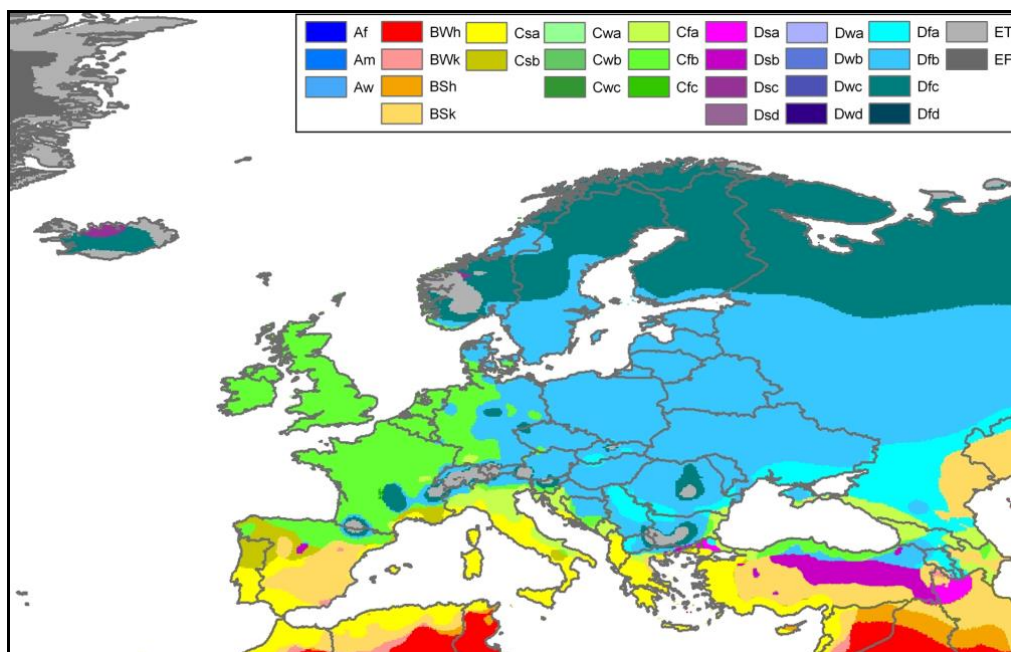 Af BWh Csa Cwa Cfa Dsa Dwa Dfa ET
Am BWk Csb Cwb Cfb Dsb Dwb Dfb EF
Aw BSh Cwc Cfc Dsc Dwc Dfc
BSk Dsd Dwd Dfd